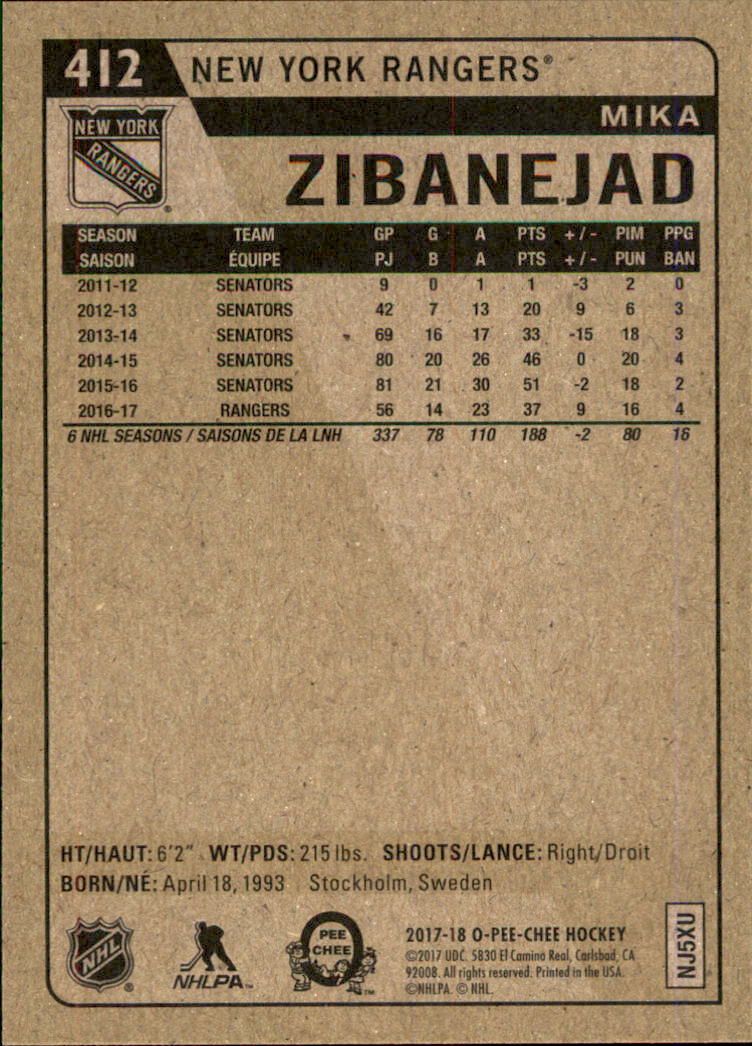 412 NEW YORK RANGERS®
MIKA
NEW YORK
RANGERS
®
ZIBANEJAD
SEASON TEAM GP G A PTS +/- PIM PPG
SAISON ÉQUIPE PJ B A PTS +/- PUN BAN
2011-12 SENATORS 9 0 1 1 -3 2 0
2012-13 SENATORS 42 7 13 20 9 6 3
2013-14 SENATORS 69 16 17 33 -15 18 3
2014-15 SENATORS 80 20 26 46 0 20 4
2015-16 SENATORS 81 21 30 51 -2 18 2
2016-17 RANGERS 56 14 23 37 9 16 4
6 NHL SEASONS / SAISONS DE LA LNH 337 78 110 188 -2 80 16
HT/HAUT: 6'2" WT/PDS: 215 lbs. SHOOTS/LANCE: Right/Droit
BORN/NÉ: April 18, 1993 Stockholm, Sweden
NHL ®
NHLPA™
PEE
CHEE
™
2017-18 O-PEE-CHEE HOCKEY
©2017 UDC. 5830 El Camino Real, Carlsbad, CA
92008. All rights reserved. Printed in the USA.
©NHLPA. © NHL.
NJ5XU